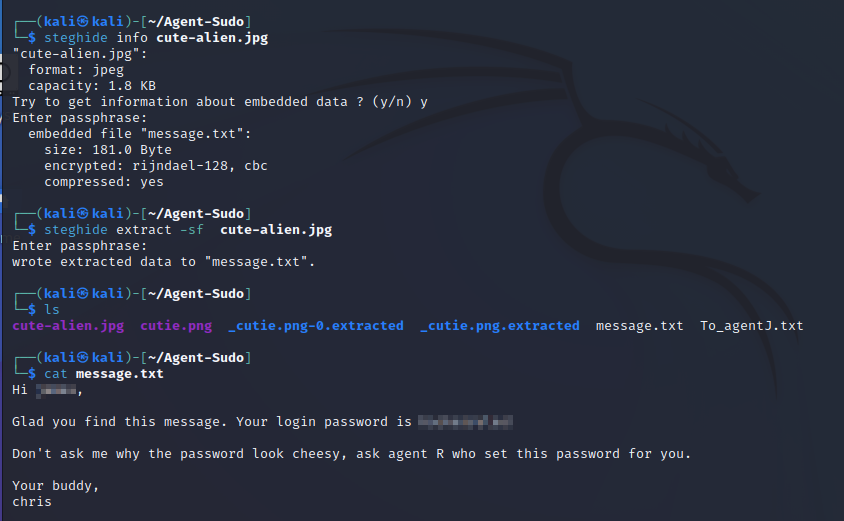 ┌──(kali㉿kali)-[~/Agent-Sudo]
└─$ steghide info cute-alien.jpg
"cute-alien.jpg":
  format: jpeg
  capacity: 1.8 KB
Try to get information about embedded data ? (y/n) y
Enter passphrase:
  embedded file "message.txt":
    size: 181.0 Byte
    encrypted: rijndael-128, cbc
    compressed: yes
┌──(kali㉿kali)-[~/Agent-Sudo]
└─$ steghide extract -sf  cute-alien.jpg
Enter passphrase:
wrote extracted data to "message.txt".
┌──(kali㉿kali)-[~/Agent-Sudo]
└─$ ls
cute-alien.jpg  cutie.png  _cutie.png-0.extracted  _cutie.png.extracted  message.txt  To_agentJ.txt
┌──(kali㉿kali)-[~/Agent-Sudo]
└─$ cat message.txt
Hi ,
Glad you find this message. Your login password is
Don't ask me why the password look cheesy, ask agent R who set this password for you.
Your buddy,
chris